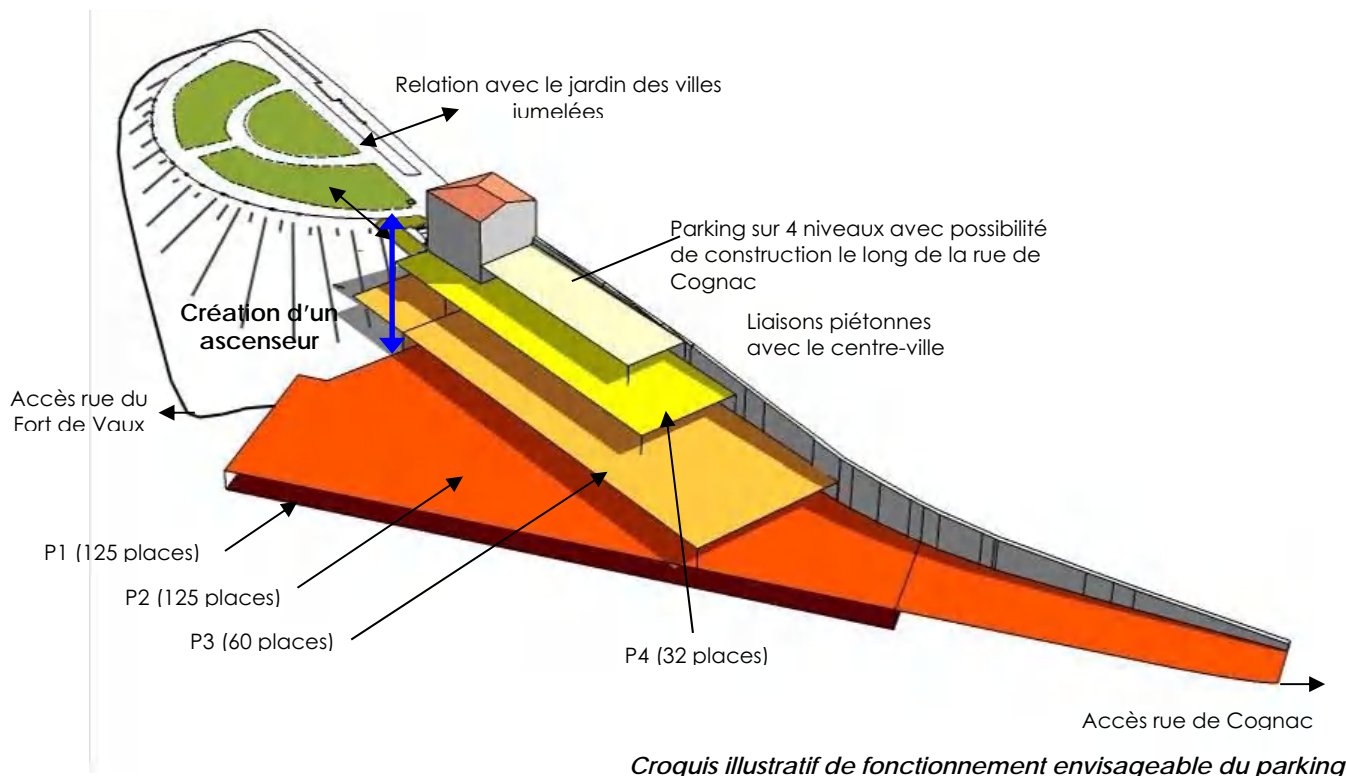 Relation avec le jardin des villes
jumelées
Parking sur 4 niveaux avec possibilité
de construction le long de la rue de
Cognac
Création d'un
ascenseur
Liaisons piétonnes
avec le centre-ville
Accès rue du
Fort de Vaux
P1 (125 places)
P2 (125 places)
P3 (60 places)
P4 (32 places)
Accès rue de Cognac
Croquis illustratif de fonctionnement envisageable du parking